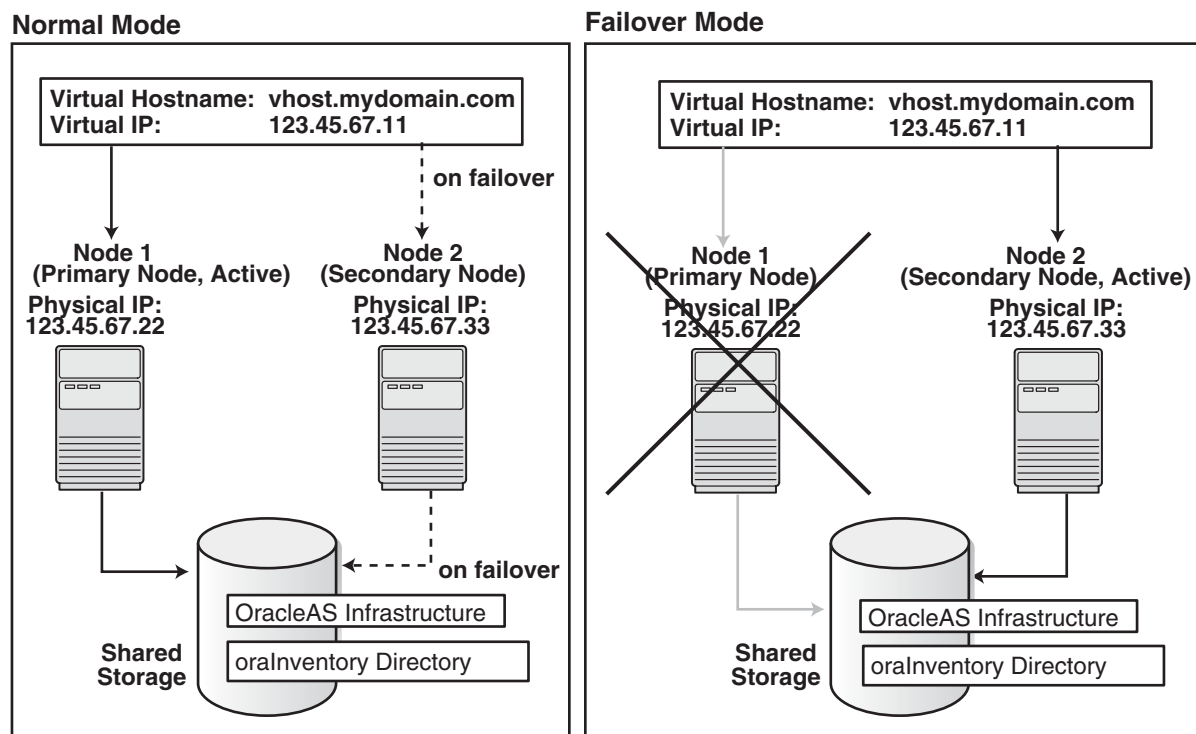 Normal Mode
Virtual Hostname: vhost.mydomain.com
Virtual IP: 123.45.67.11
on failover
Node 1
(Primary Node, Active)
Physical IP:
123.45.67.22
Node 2
(Secondary Node)
Physical IP:
123.45.67.33
on failover
OracleAS Infrastructure
oraInventory Directory
Shared
Storage
Failover Mode
Virtual Hostname: vhost.mydomain.com
Virtual IP: 123.45.67.11
Node 1
(Primary Node)
Physical IP:
123.45.67.22
Node 2
(Secondary Node, Active)
Physical IP:
123.45.67.33
OracleAS Infrastructure
oraInventory Directory
Shared
Storage